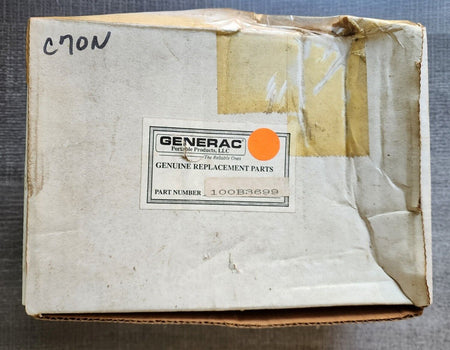 C70N
GENERAC
Portable Products, LLC
The Reliable Ones
GENUINE REPLACEMENT PARTS
PART NUMBER 100B3699